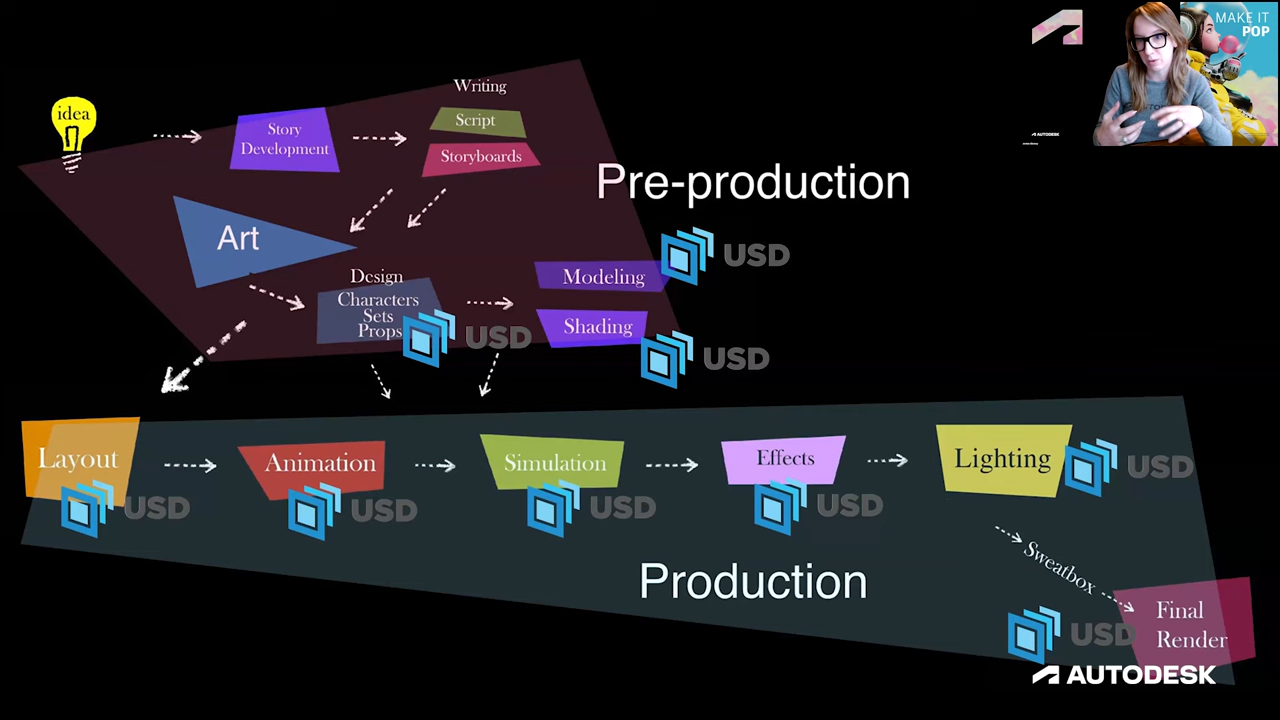 MAKE IT
POP
AUTODESK
idea
Story
Development
Writing
Script
Storyboards
Pre-production
Art
Design
Characters
Sets
Props
USD
Modeling
USD
Shading
USD
Layout
USD
Animation
USD
Simulation
USD
Effects
USD
Lighting
USD
Sweatbox
Production
Final
Render
USD
AUTODESK